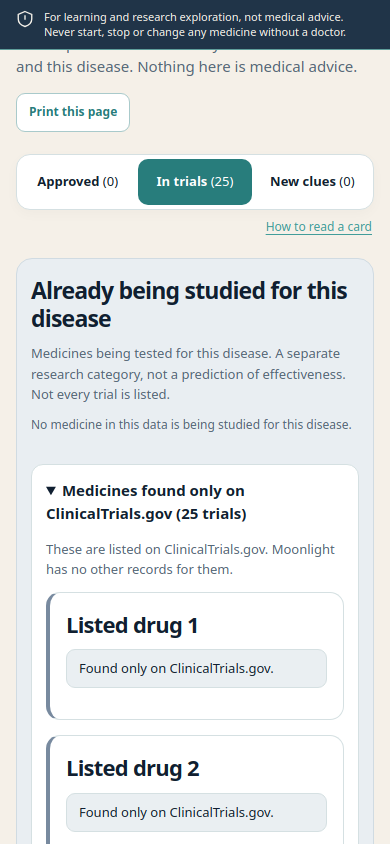 For learning and research exploration, not medical advice.
Never start, stop or change any medicine without a doctor.
and this disease. Nothing here is medical advice.
Print this page
Approved (0)
In trials (25)
New clues (0)
How to read a card
Already being studied for this
disease
Medicines being tested for this disease. A separate
research category, not a prediction of effectiveness.
Not every trial is listed.
No medicine in this data is being studied for this disease.
▼ Medicines found only on
ClinicalTrials.gov (25 trials)
These are listed on ClinicalTrials.gov. Moonlight
has no other records for them.
Listed drug 1
Found only on ClinicalTrials.gov.
Listed drug 2
Found only on ClinicalTrials.gov.